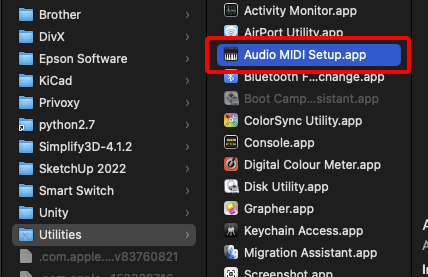 Brother
DivX
Epson Software
KiCad
Privoxy
python2.7
Simplify3D-4.1.2
SketchUp 2022
Smart Switch
Unity
Utilities
.com.apple....v83760821
Activity Monitor.app
AirPort Utility.app
Audio MIDI Setup.app
Bluetooth F...change.app
Boot Camp...sistant.app
ColorSync Utility.app
Console.app
Digital Colour Meter.app
Disk Utility.app
Grapher.app
Keychain Access.app
Migration Assistant.app
Screenshot.app